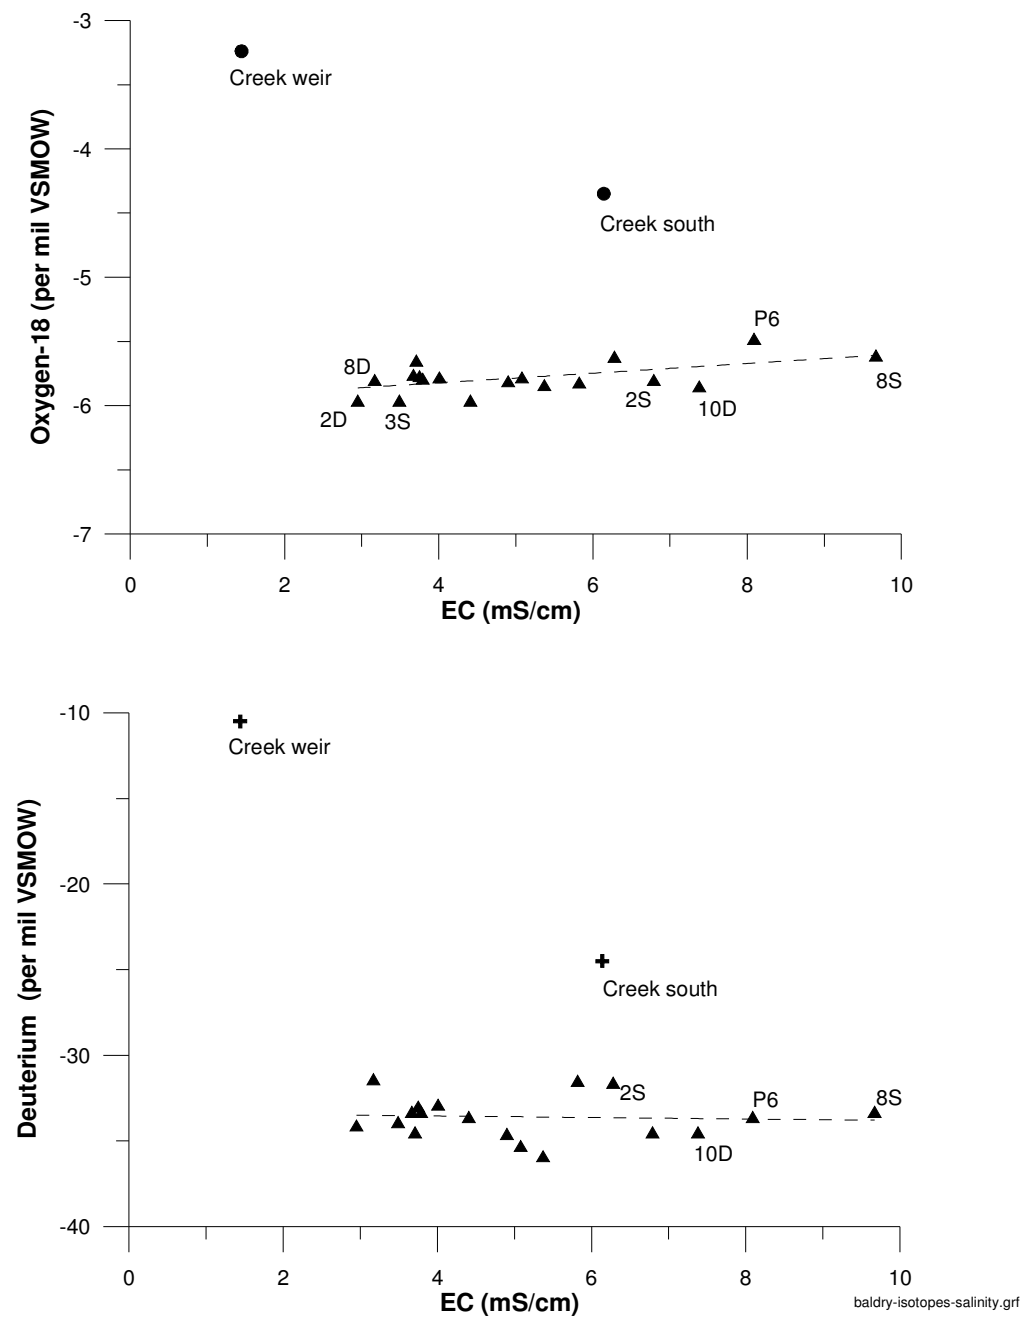 -3
Creek weir
-4
Creek south
-5
P6
8D
8S
2S
10D
-6
2D
3S
-7
0 2 4 6 8 10
EC (mS/cm)
Oxygen-18 (per mil VSMOW)
-10
Creek weir
-20
Creek south
-30
2S
P6
8S
10D
-40
0 2 4 6 8 10
EC (mS/cm)
Deuterium (per mil VSMOW)
baldry-isotopes-salinity.grf